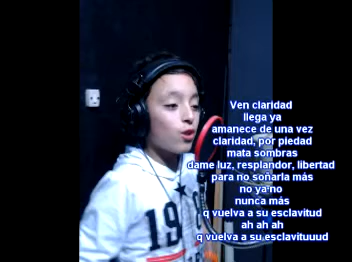 Ven claridad
llega ya
amanece de una vez
claridad, por piedad
mata sombras
dame luz, resplandor, libertad
para no soñarla más
no ya no
nunca más
q vuelva a su esclavitud
ah ah ah
q vuelva a su esclavituuud
19